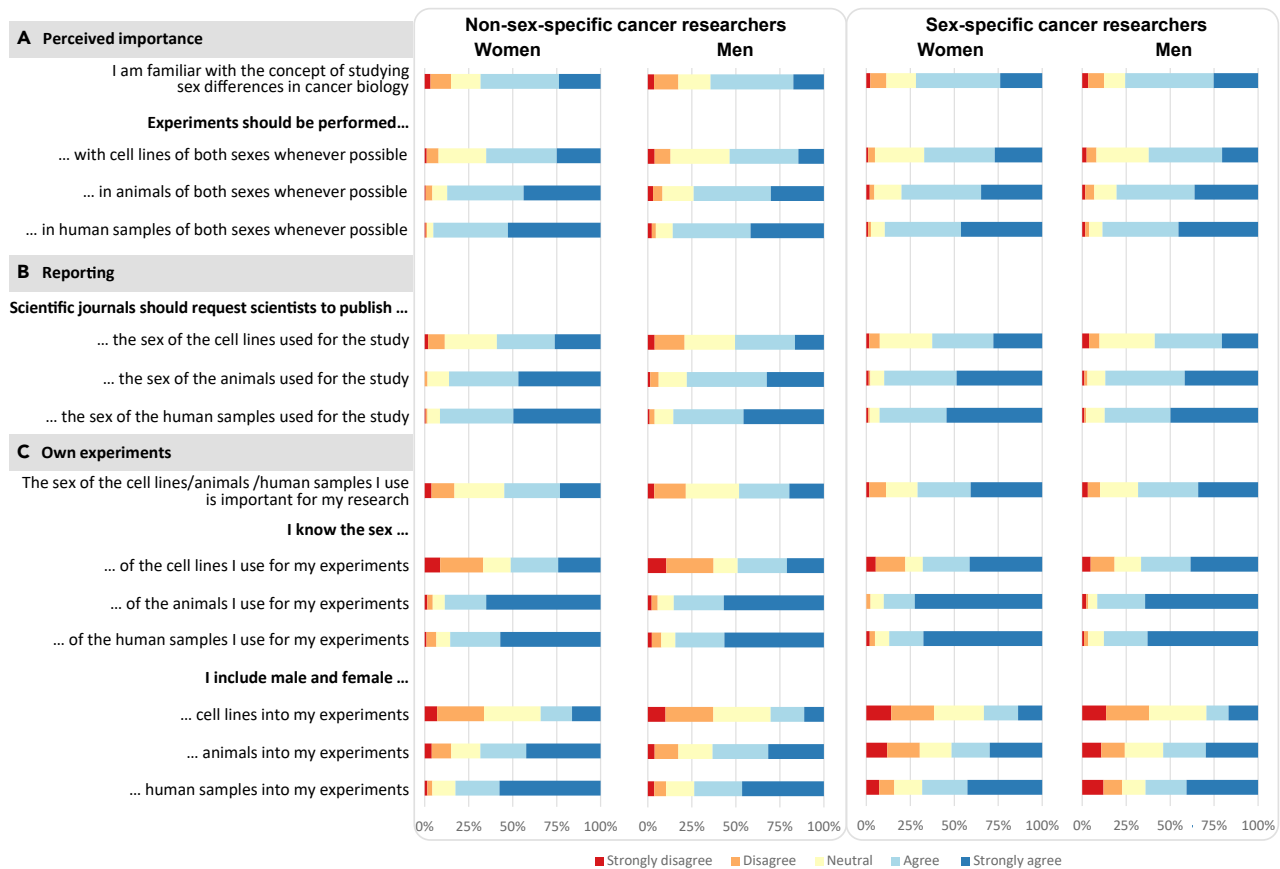 Non-sex-specific cancer researchers
Sex-specific cancer researchers
A Perceived importance
Women
Men
Women
Men
I am familiar with the concept of studying
sex differences in cancer biology
Experiments should be performed...
... with cell lines of both sexes whenever possible
... in animals of both sexes whenever possible
... in human samples of both sexes whenever possible
B Reporting
Scientific journals should request scientists to publish ...
... the sex of the cell lines used for the study
... the sex of the animals used for the study
... the sex of the human samples used for the study
C Own experiments
The sex of the cell lines/animals /human samples I use
is important for my research
I know the sex ...
... of the cell lines I use for my experiments
... of the animals I use for my experiments
... of the human samples I use for my experiments
I include male and female ...
... cell lines into my experiments
... animals into my experiments
... human samples into my experiments
0% 25% 50% 75% 100%
0% 25% 50% 75% 100%
0% 25% 50% 75% 100%
0% 25% 50% 75% 100%
Strongly disagree Disagree Neutral Agree Strongly agree